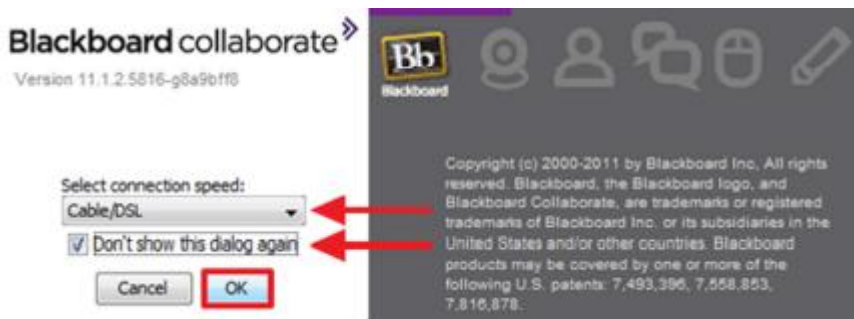 Blackboard collaborate»
Version 11.1.2.5816-g8a9bff8
Select connection speed:
Cable/DSL
Don't show this dialog again
Cancel
OK
Bb
Blackboard
Copyright (c) 2000-2011 by Blackboard Inc, All rights
reserved. Blackboard, the Blackboard logo, and
Blackboard Collaborate, are trademarks or registered
trademarks of Blackboard Inc. or its subsidiaries in the
United States and/or other countries. Blackboard
products may be covered by one or more of the
following U.S. patents: 7,493,396, 7,558,853,
7,816,878.